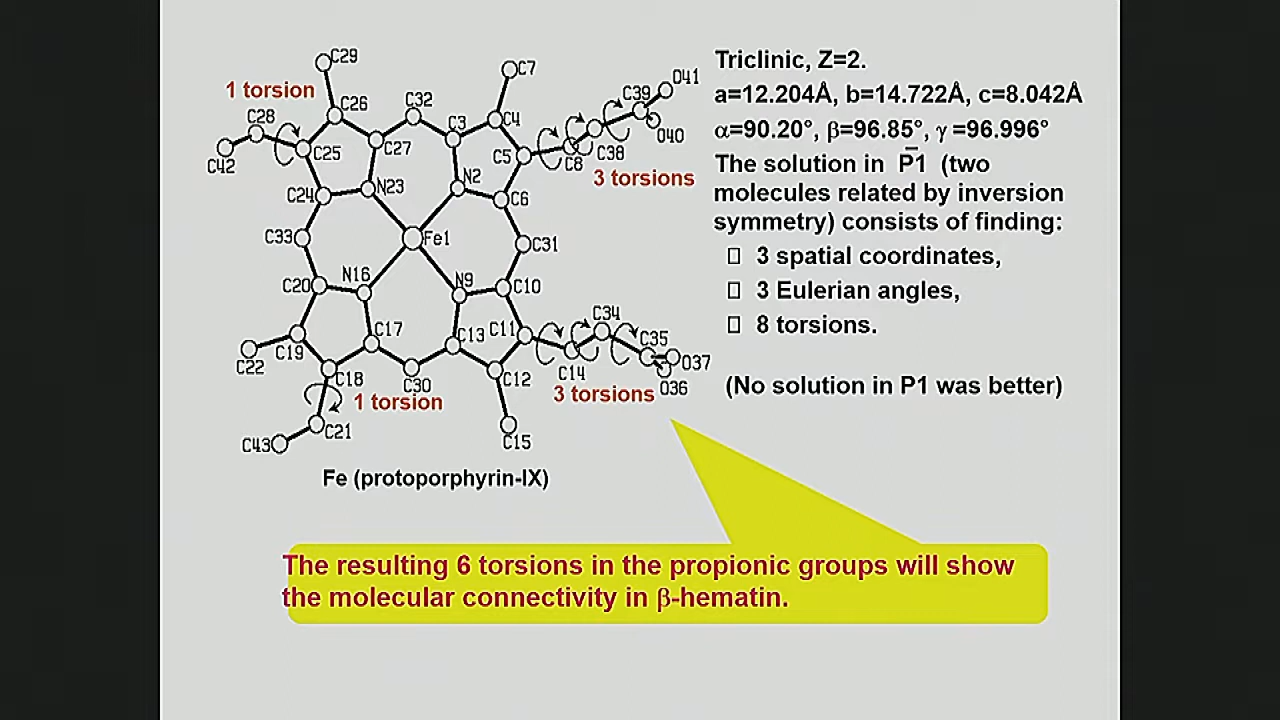 C29
C7
C39
O41
1 torsion
C26
C32
C28
C3
C4
O40
C42
C25
C27
C5
C8
C38
3 torsions
C24
N23
N2
C6
C33
Fe1
C31
C20
N16
N9
C10
C34
C17
C13
C11
C35
C22
C19
C14
O37
C18
C30
C12
O36
1 torsion
3 torsions
C43
C21
C15
Fe (protoporphyrin-IX)
Triclinic, Z=2.
a=12.204Å, b=14.722Å, c=8.042Å
α=90.20°, β=96.85°, γ =96.996°
The solution in P̅1 (two
molecules related by inversion
symmetry) consists of finding:
▯ 3 spatial coordinates,
▯ 3 Eulerian angles,
▯ 8 torsions.
(No solution in P1 was better)
The resulting 6 torsions in the propionic groups will show
the molecular connectivity in β-hematin.